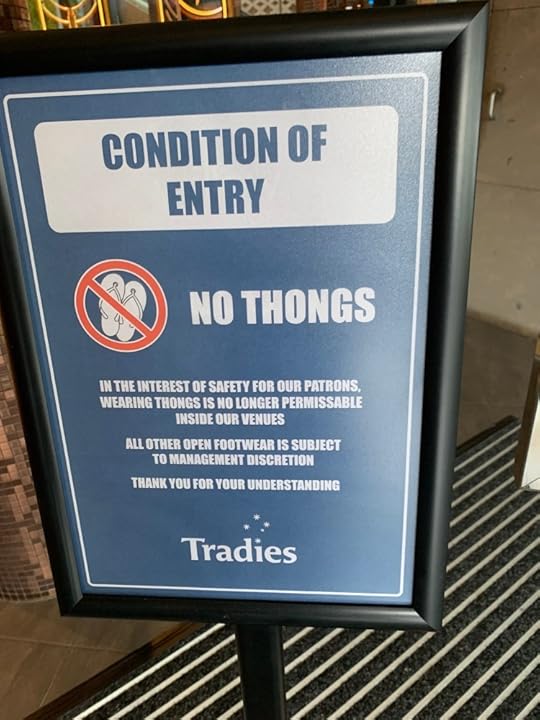 CONDITION OF
ENTRY
NO THONGS
IN THE INTEREST OF SAFETY FOR OUR PATRONS,
WEARING THONGS IS NO LONGER PERMISSABLE
INSIDE OUR VENUES
ALL OTHER OPEN FOOTWEAR IS SUBJECT
TO MANAGEMENT DISCRETION
THANK YOU FOR YOUR UNDERSTANDING
Tradies